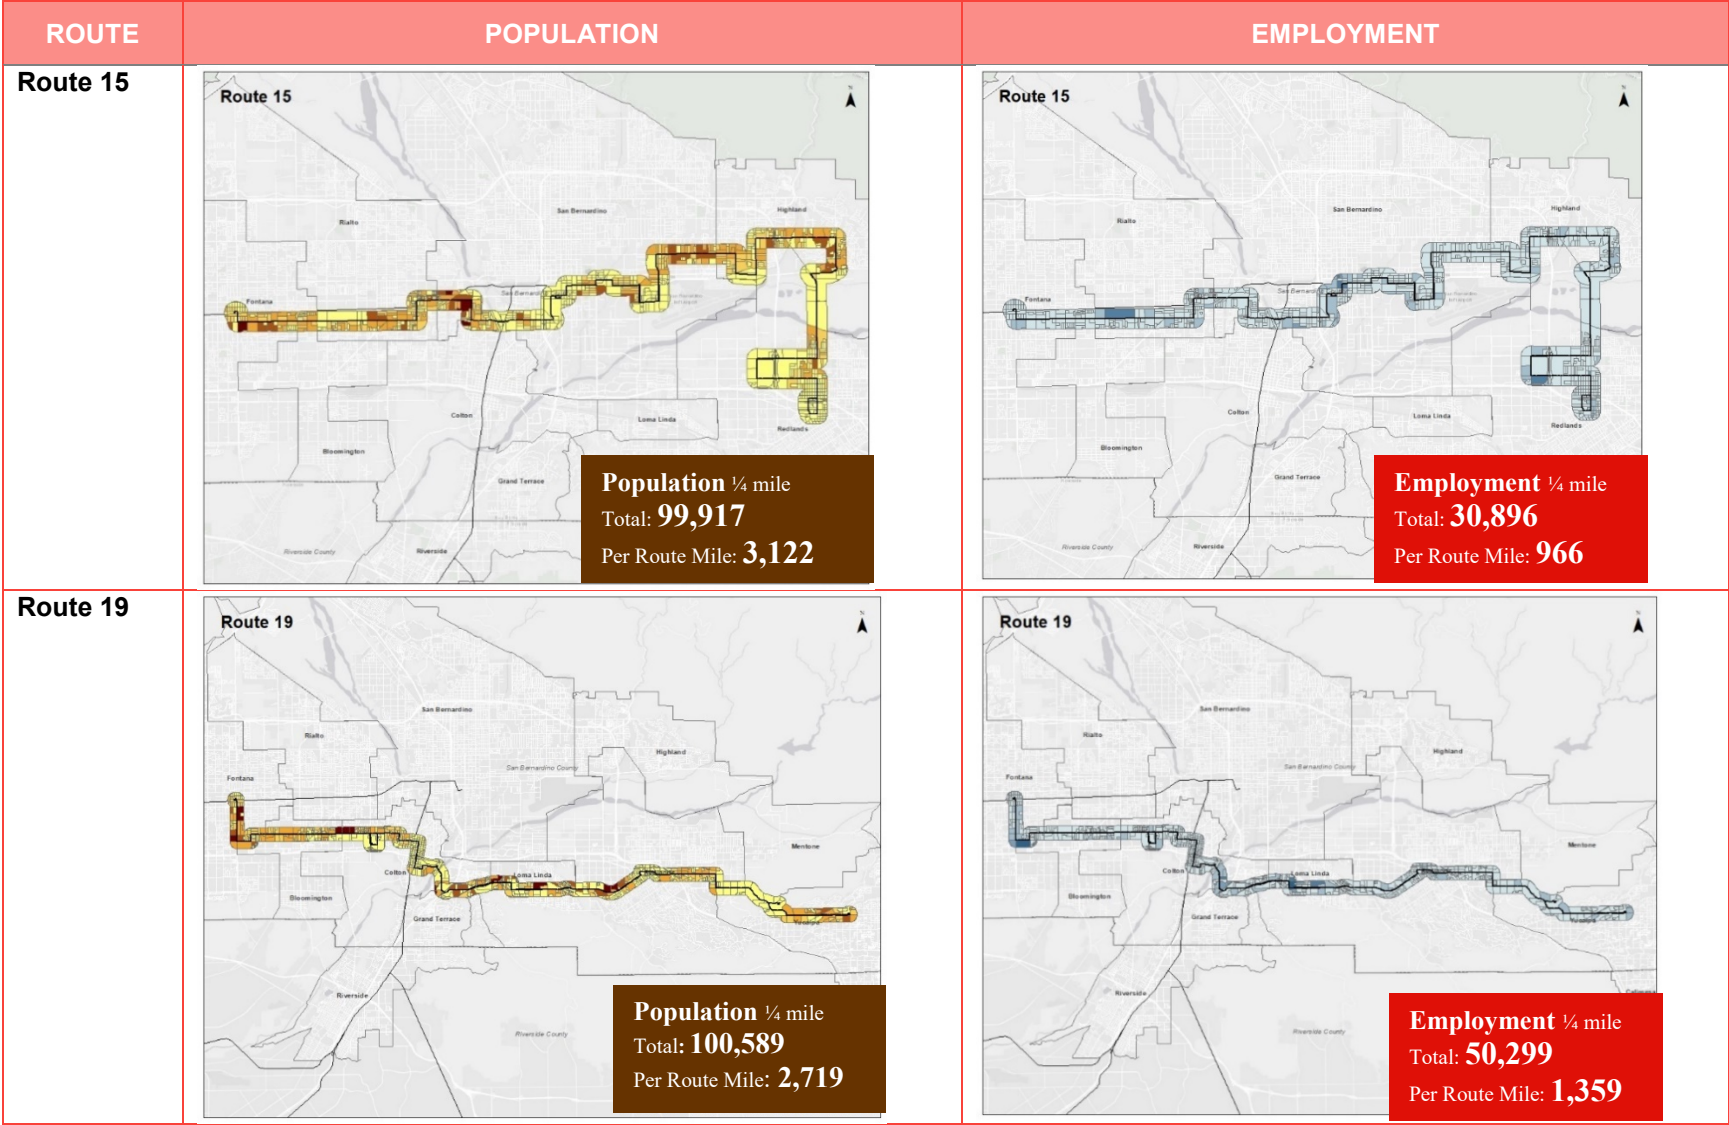 ROUTE
POPULATION
EMPLOYMENT
Route 15
Route 15
N
Highland
San Bernardino
Rialto
Fontana
San Bernardi
Colton
Loma Linda
Redlands
Bloomington
Grand Terrace
Riverside County
Riverside
Population ¼ mile
Total: 99,917
Per Route Mile: 3,122
Route 15
N
Highland
San Bernardino
Rialto
Fontana
San Bernardi
Colton
Loma Linda
Redlands
Bloomington
Grand Terrace
Riverside County
Riverside
Employment ¼ mile
Total: 30,896
Per Route Mile: 966
Route 19
Route 19
N
San Bernardino
Rialto
Highland
San Bernardino County
Fontana
Mentone
Colton
Loma Linda
Bloomington
Grand Terrace
Riverside
Riverside County
Population ¼ mile
Total: 100,589
Per Route Mile: 2,719
Route 19
N
San Bernardino
Rialto
Highland
San Bernardino County
Fontana
Mentone
Colton
Loma Linda
Bloomington
Grand Terrace
Riverside
Riverside County
Employment ¼ mile
Total: 50,299
Per Route Mile: 1,359